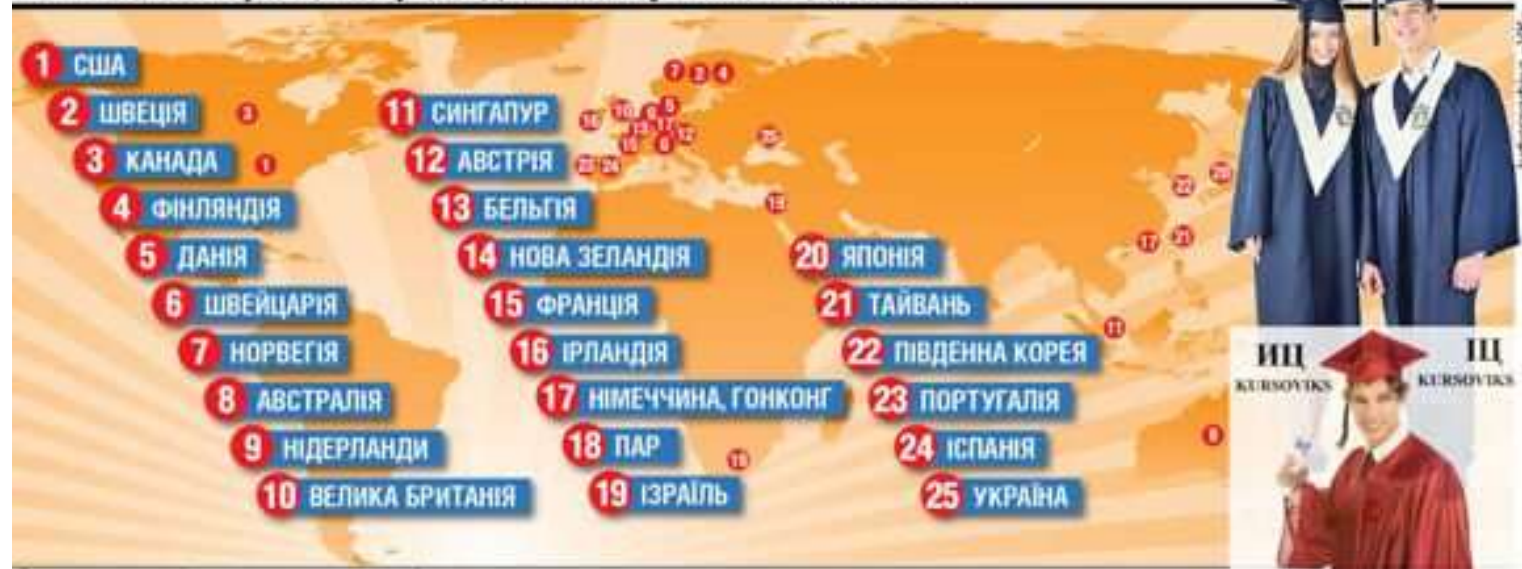 1 США
2 ШВЕЦІЯ
3 КАНАДА
4 ФІНЛЯНДІЯ
5 ДАНІЯ
6 ШВЕЙЦАРІЯ
7 НОРВЕГІЯ
8 АВСТРАЛІЯ
9 НІДЕРЛАНДИ
10 ВЕЛИКА БРИТАНІЯ
11 СИНГАПУР
12 АВСТРІЯ
13 БЕЛЬГІЯ
14 НОВА ЗЕЛАНДІЯ
15 ФРАНЦІЯ
16 ІРЛАНДІЯ
17 НІМЕЧЧИНА, ГОНКОНГ
18 ПАР
19 ІЗРАЇЛЬ
20 ЯПОНІЯ
21 ТАЙВАНЬ
22 ПІВДЕННА КОРЕЯ
23 ПОРТУГАЛІЯ
24 ІСПАНІЯ
25 УКРАЇНА
ИЦ
KURSOVIKS
ІЦ
KURSOVIKS